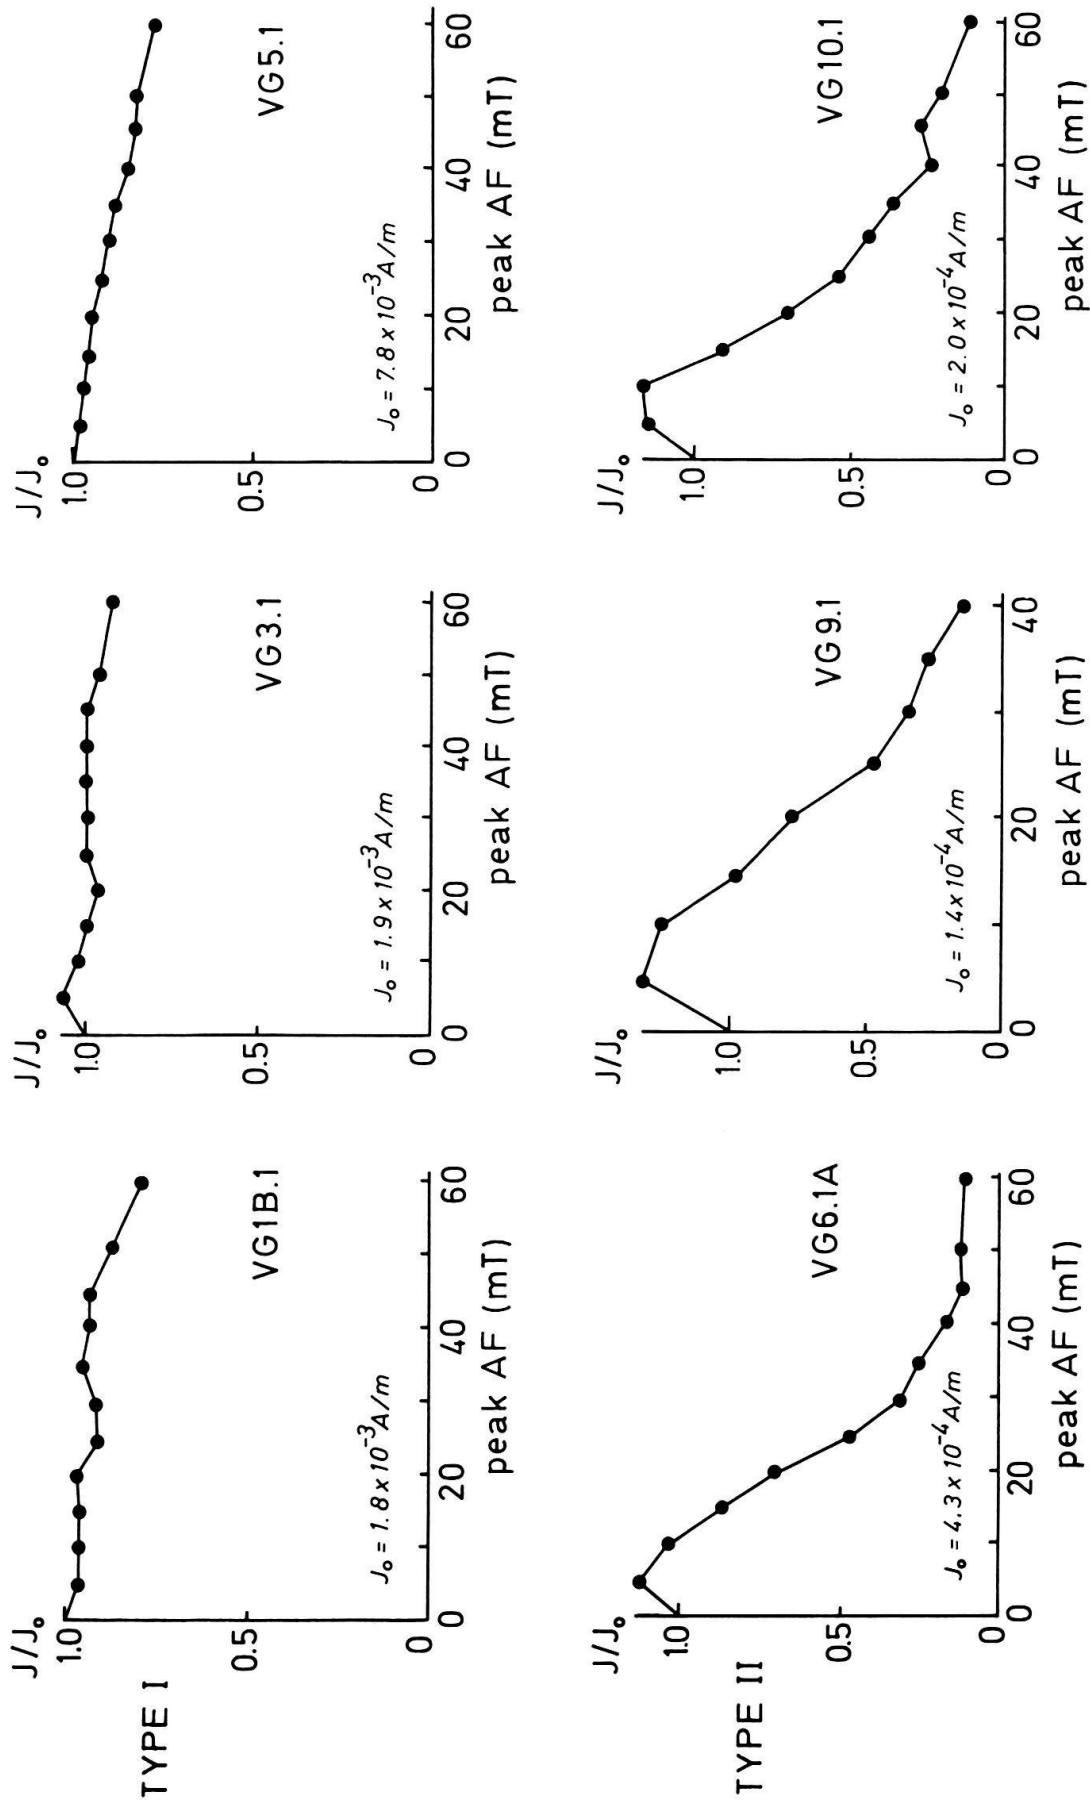 TYPE I
J/J₀
1.0
0.5
0
VG1B.1
J₀ = 1.8 x 10⁻³ A/m
0 20 40 60
peak AF (mT)
J/J₀
1.0
0.5
0
VG3.1
J₀ = 1.9 x 10⁻³ A/m
0 20 40 60
peak AF (mT)
J/J₀
1.0
0.5
0
VG5.1
J₀ = 7.8 x 10⁻³ A/m
0 20 40 60
peak AF (mT)
TYPE II
J/J₀
1.0
0.5
0
VG6.1A
J₀ = 4.3 x 10⁻⁴ A/m
0 20 40 60
peak AF (mT)
J/J₀
1.0
0.5
0
VG9.1
J₀ = 1.4 x 10⁻⁴ A/m
0 20 40
peak AF (mT)
J/J₀
1.0
0.5
0
VG10.1
J₀ = 2.0 x 10⁻⁴ A/m
0 20 40 60
peak AF (mT)